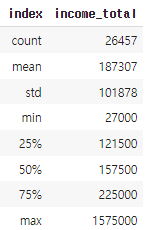 index income_total
count 26457
mean 187307
std 101878
min 27000
25% 121500
50% 157500
75% 225000
max 1575000